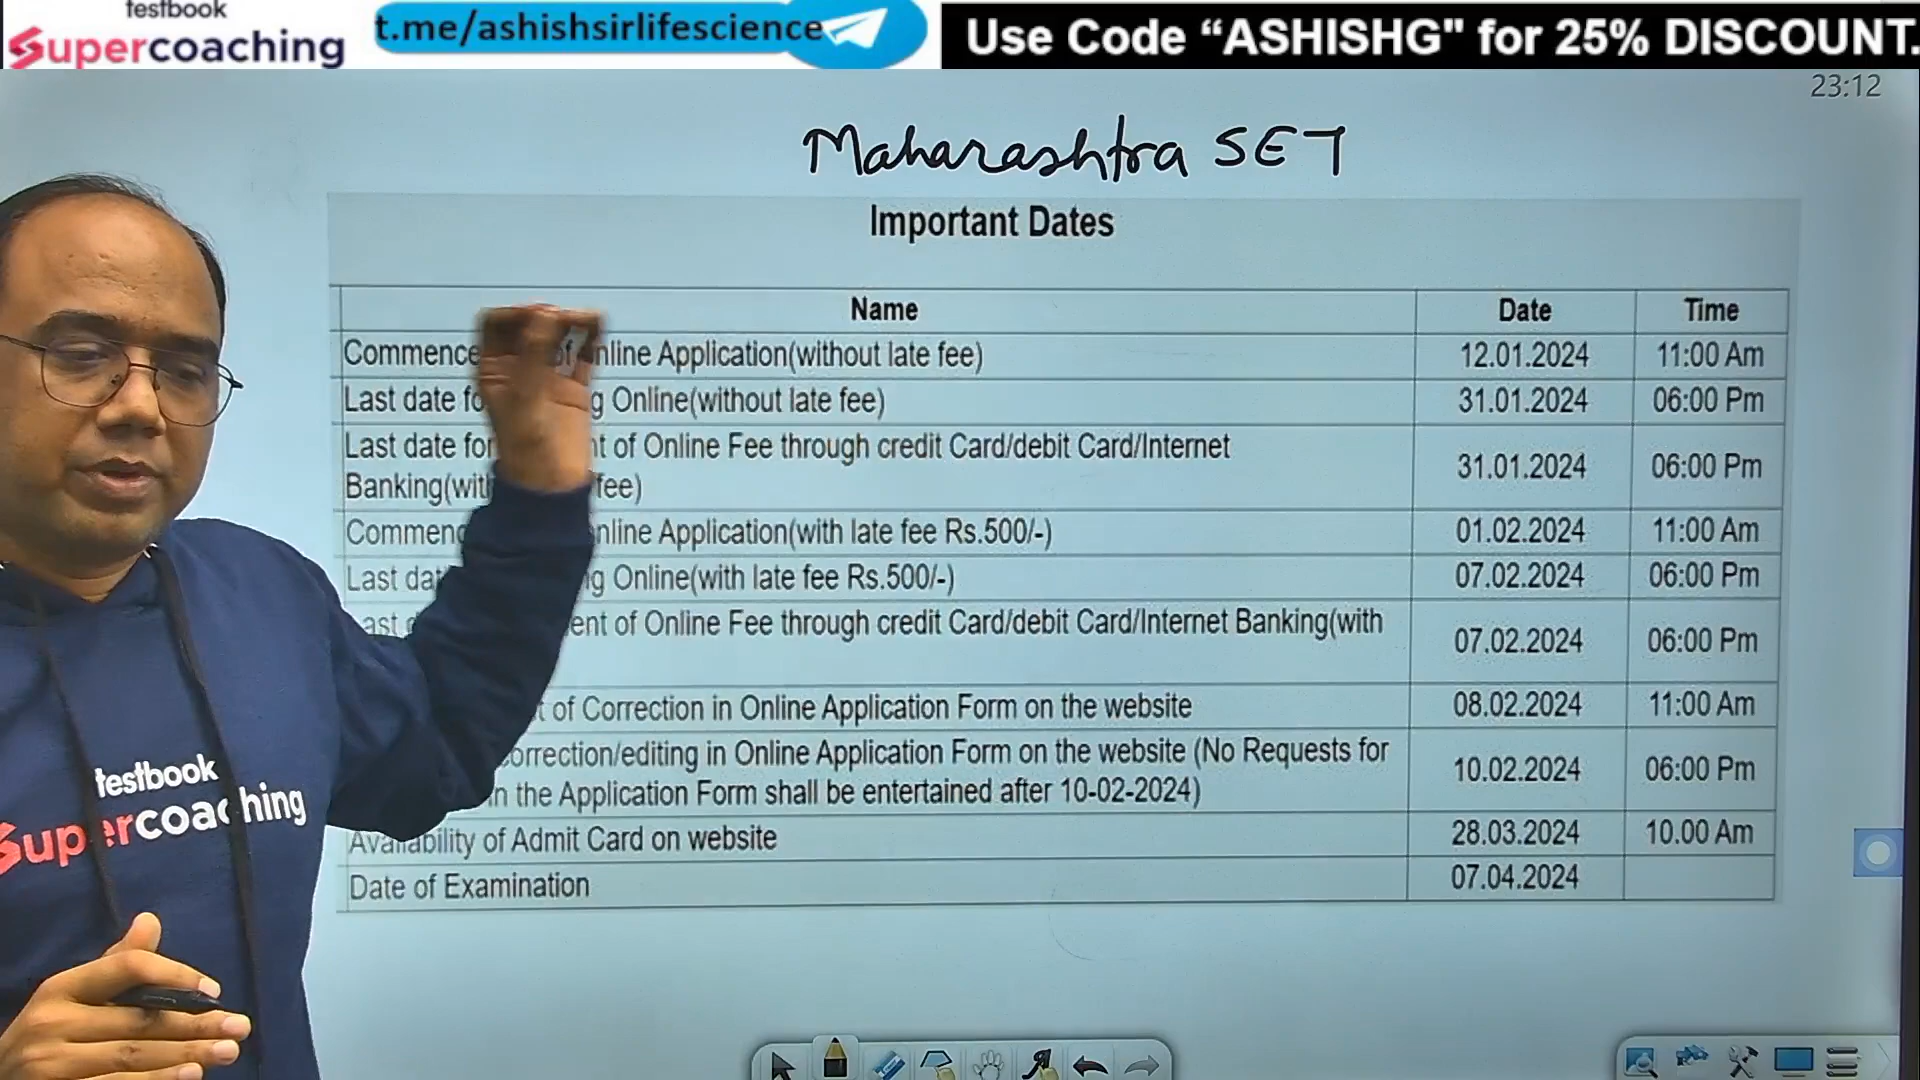 testbook
Supercoaching
t.me/ashishsirlifescience
Use Code “ASHISHG" for 25% DISCOUNT.
23:12
Maharashtra SET
Important Dates
Name Date Time
Commence of nline Application(without late fee) 12.01.2024 11:00 Am
Last date fo g Online(without late fee) 31.01.2024 06:00 Pm
Last date for nt of Online Fee through credit Card/debit Card/Internet
Banking(wit fee) 31.01.2024 06:00 Pm
Commenc nline Application(with late fee Rs.500/-) 01.02.2024 11:00 Am
Last dat g Online(with late fee Rs.500/-) 07.02.2024 06:00 Pm
ast ent of Online Fee through credit Card/debit Card/Internet Banking(with 07.02.2024 06:00 Pm
t of Correction in Online Application Form on the website 08.02.2024 11:00 Am
orrection/editing in Online Application Form on the website (No Requests for
in the Application Form shall be entertained after 10-02-2024) 10.02.2024 06:00 Pm
Availability of Admit Card on website 28.03.2024 10.00 Am
Date of Examination 07.04.2024
testbook
Supercoaching